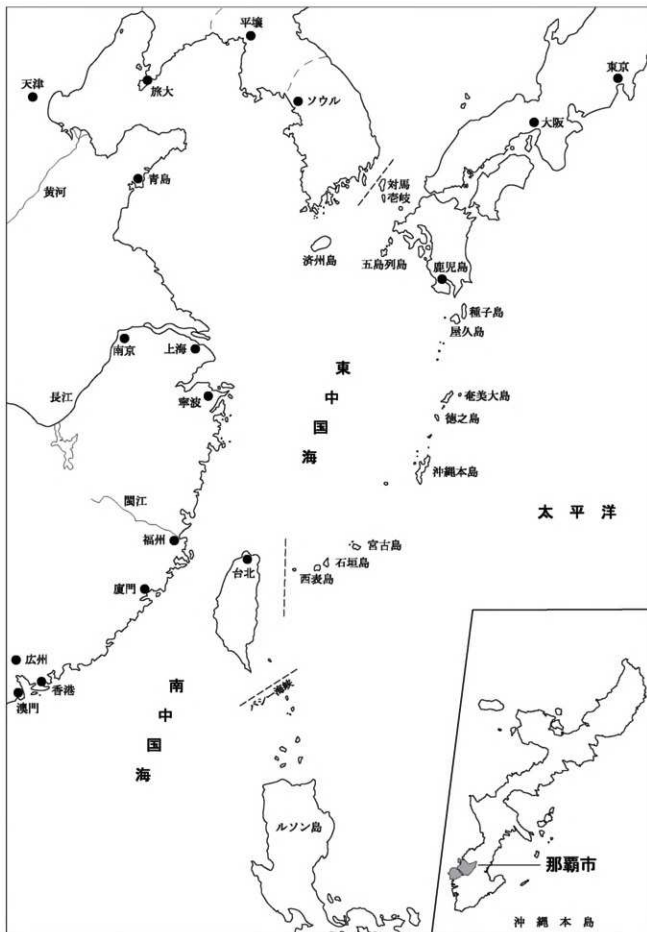 平壌
東京
天津
旅大
ソウル
大阪
青島
対馬
壱岐
黄河
済州島
五島列島
鹿児島
種子島
屋久島
南京
上海
東中国海
長江
寧波
奄美大島
徳之島
沖縄本島
閩江
太平洋
福州
宮古島
台北
石垣島
西表島
廈門
広州
香港
澳門
バシー海峡
南中国海
ルソン島
那覇市
沖縄本島